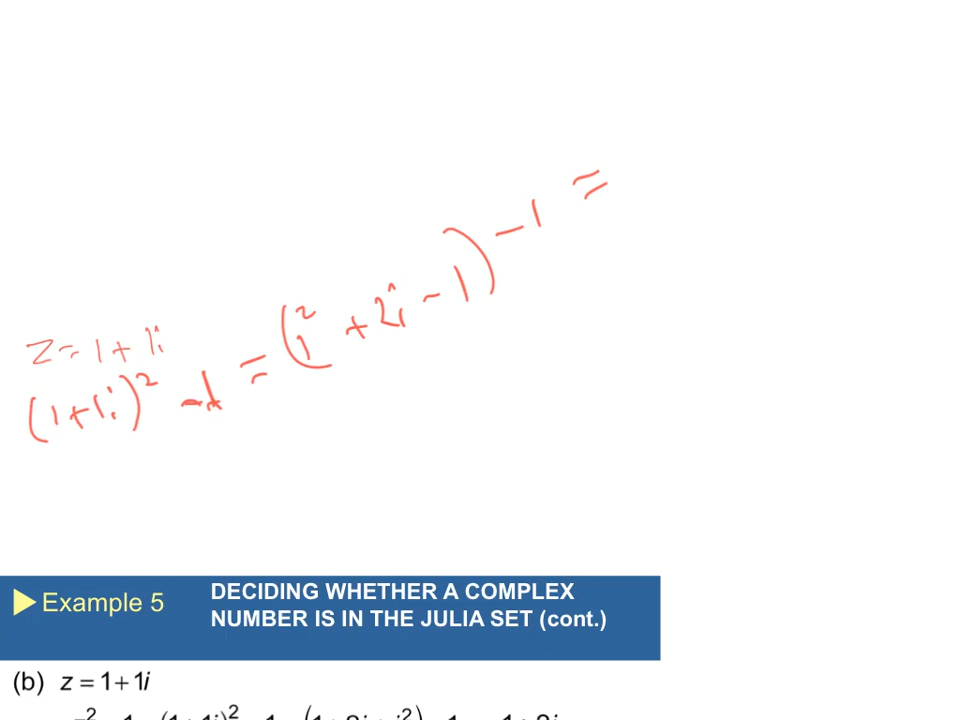 z = 1 + 1i
(1+1i)² -1 = (1² + 2i - 1) - 1 =
Example 5
DECIDING WHETHER A COMPLEX
NUMBER IS IN THE JULIA SET (cont.)
(b) z = 1+1i